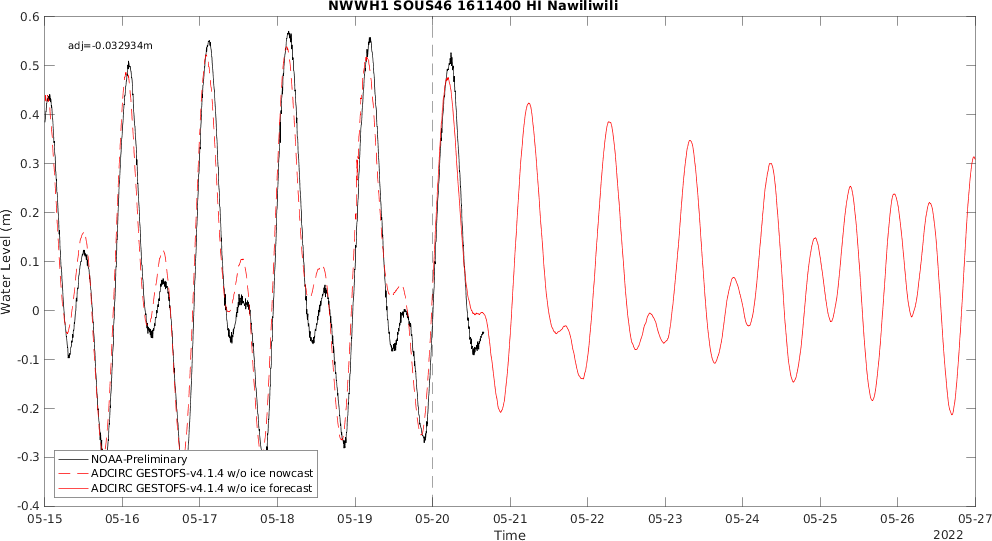 NWWH1 SOUS46 1611400 HI Nawiliwili
adj=-0.032934m
Water Level (m)
0.6
0.5
0.4
0.3
0.2
0.1
0
-0.1
-0.2
-0.3
-0.4
NOAA-Preliminary
ADCIRC GESTOFS-v4.1.4 w/o ice nowcast
ADCIRC GESTOFS-v4.1.4 w/o ice forecast
05-15 05-16 05-17 05-18 05-19 05-20 05-21 05-22 05-23 05-24 05-25 05-26 05-27
Time
2022